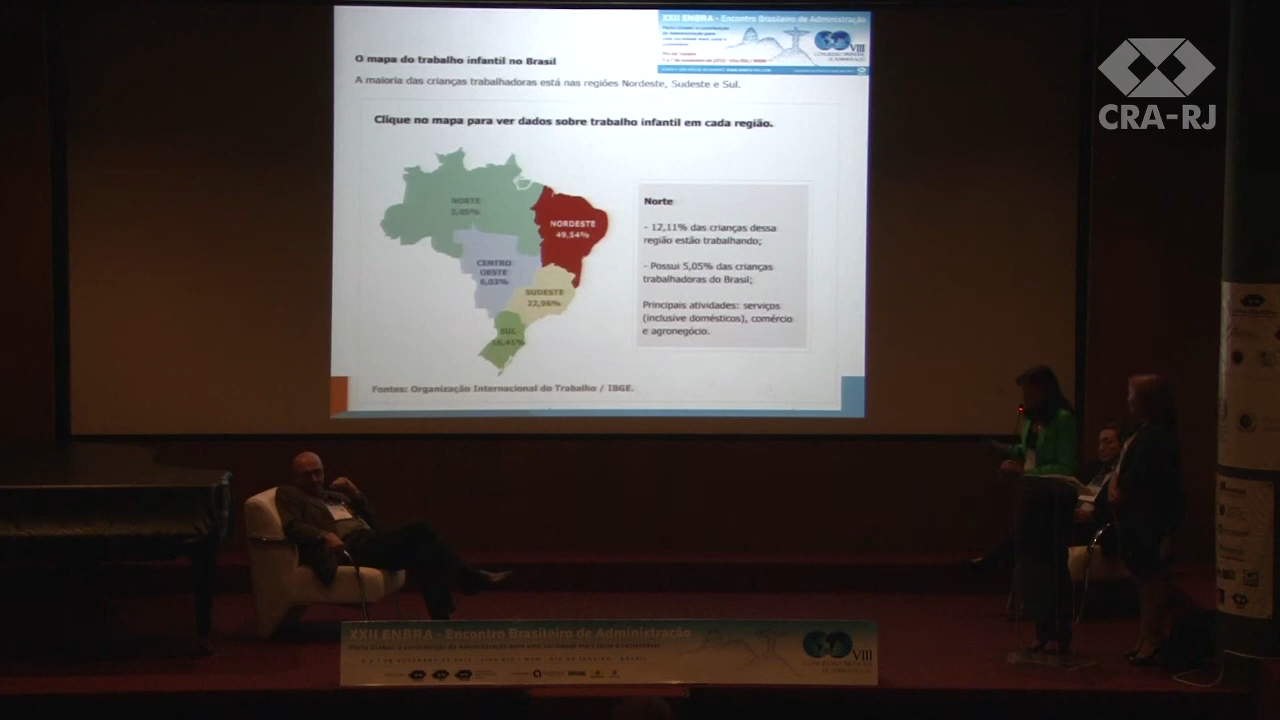 XXII ENBRA - Encontro Brasileiro de Administração
VIII
O mapa do trabalho infantil no Brasil
A maioria das crianças trabalhadoras está nas regiões Nordeste, Sudeste e Sul.
Clique no mapa para ver dados sobre trabalho infantil em cada região.
NORTE
5,05%
NORDESTE
49,54%
CENTRO
OESTE
6,03%
SUDESTE
22,96%
SUL
16,41%
Norte
- 12,11% das crianças dessa
região estão trabalhando;
- Possui 5,05% das crianças
trabalhadoras do Brasil;
Principais atividades: serviços
(inclusive domésticos), comércio
e agronegócio.
Fontes: Organização Internacional do Trabalho / IBGE.
CRA-RJ
XXII ENBRA - Encontro Brasileiro de Administração
VIII